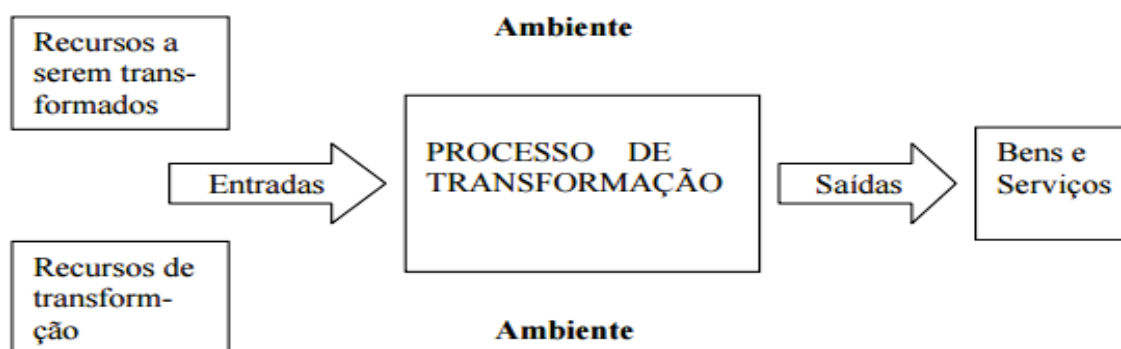 Ambiente
Recursos a
serem trans-
formados
Entradas
PROCESSO DE
TRANSFORMAÇÃO
Saídas
Bens e
Serviços
Recursos de
transform-
ção
Ambiente